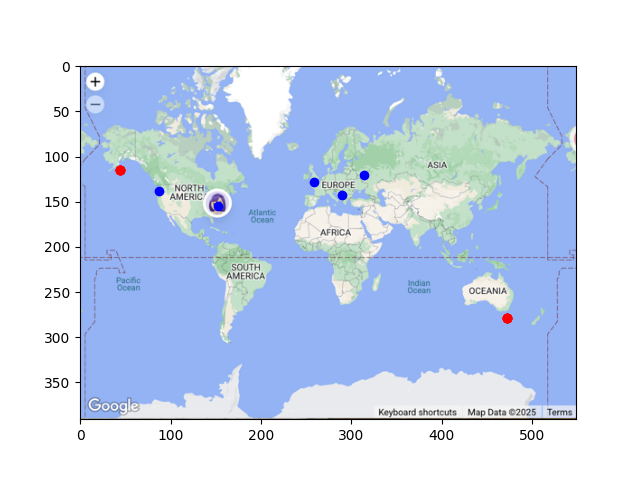 0
50
100
150
200
250
300
350
0
100
200
300
400
500
+
−
NORTH
AMERIC
EUROPE
ASIA
Atlantic
Ocean
AFRICA
SOUTH
AMERICA
Pacific
Ocean
Indian
Ocean
OCEANIA
Google
Keyboard shortcuts
Map Data ©2025
Terms